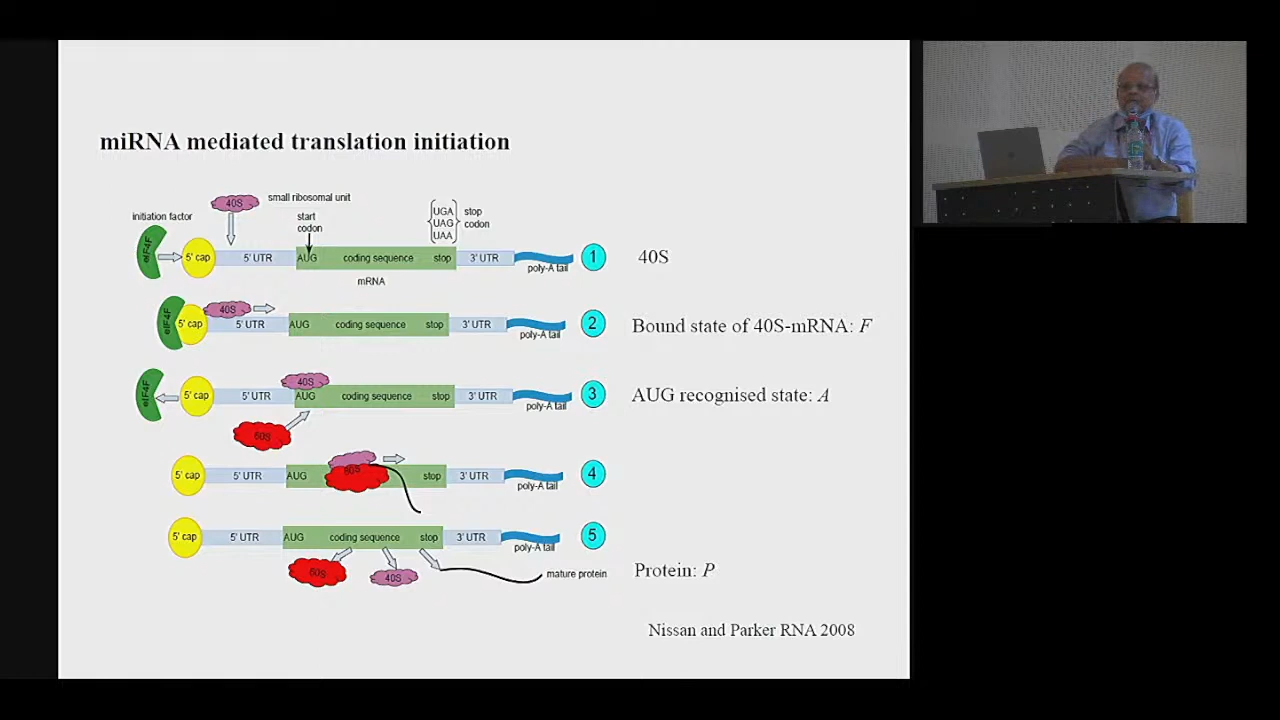 miRNA mediated translation initiation
40S
small ribosomal unit
initiation factor
start
codon
UGA
UAG
UAA
stop
codon
eIF4F
5' cap
5' UTR
AUG
coding sequence
stop
3' UTR
poly-A tail
mRNA
1
40S
eIF4F
5' cap
40S
5' UTR
AUG
coding sequence
stop
3' UTR
poly-A tail
2
Bound state of 40S-mRNA: F
eIF4F
5' cap
5' UTR
40S
AUG
coding sequence
stop
3' UTR
poly-A tail
60S
3
AUG recognised state: A
5' cap
5' UTR
AUG
60S
stop
3' UTR
poly-A tail
4
5' cap
5' UTR
AUG
coding sequence
stop
3' UTR
poly-A tail
5
60S
40S
mature protein
Protein: P
Nissan and Parker RNA 2008